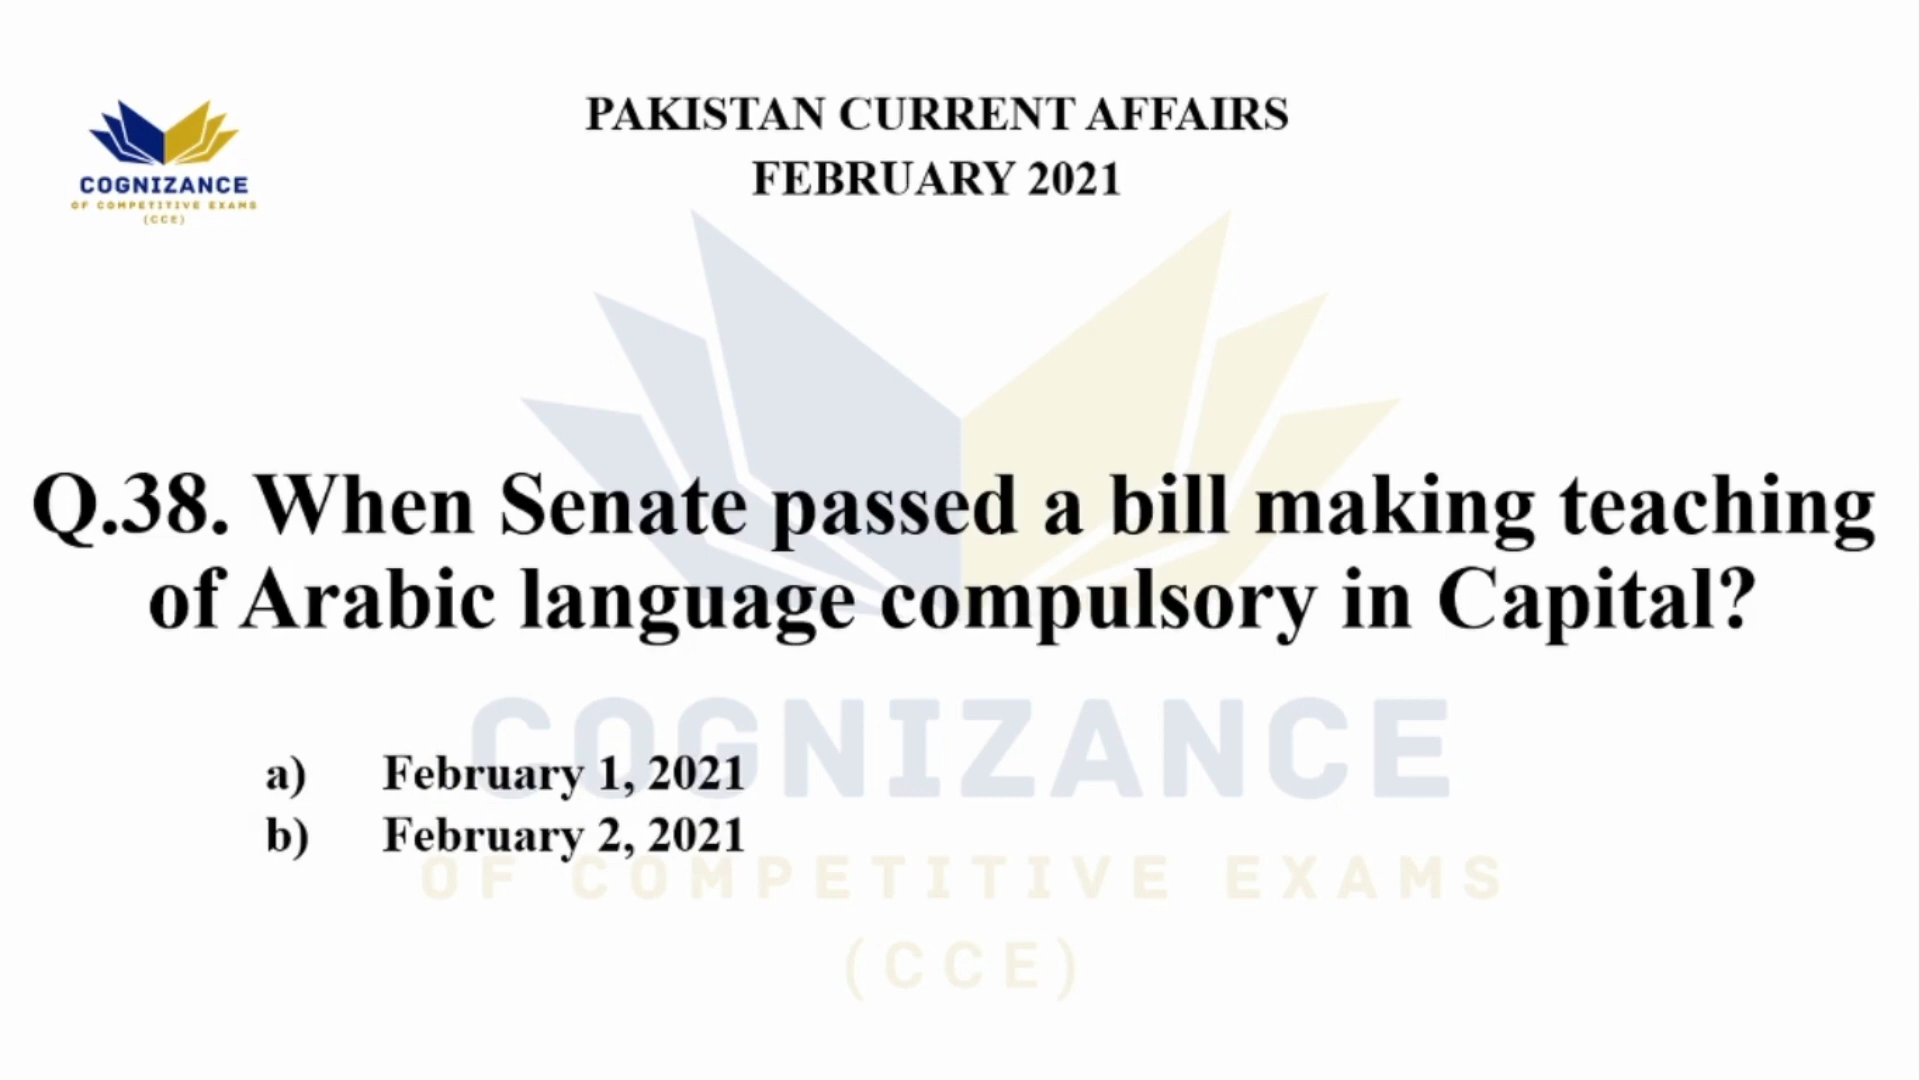 COGNIZANCE
OF COMPETITIVE EXAMS
(CCE)
PAKISTAN CURRENT AFFAIRS
FEBRUARY 2021
Q.38. When Senate passed a bill making teaching
of Arabic language compulsory in Capital?
a) February 1, 2021
b) February 2, 2021
COGNIZANCE
OF COMPETITIVE EXAMS
(CCE)